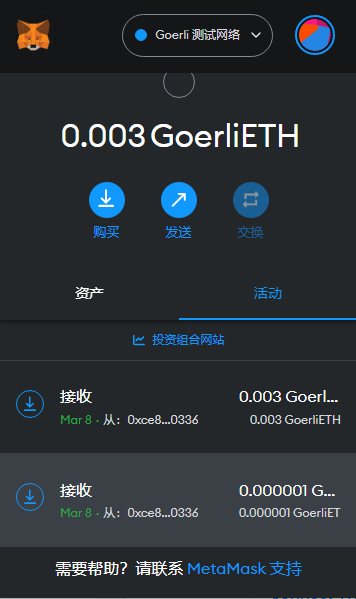 Goerli 测试网络
0.003 GoerliETH
购买 发送 交换
资产 活动
投资组合网站
接收 0.003 Goerl...
Mar 8 · 从：0xce8...0336 0.003 GoerliETH
接收 0.000001 G...
Mar 8 · 从：0xce8...0336 0.000001 GoerliET
需要帮助？请联系 MetaMask 支持